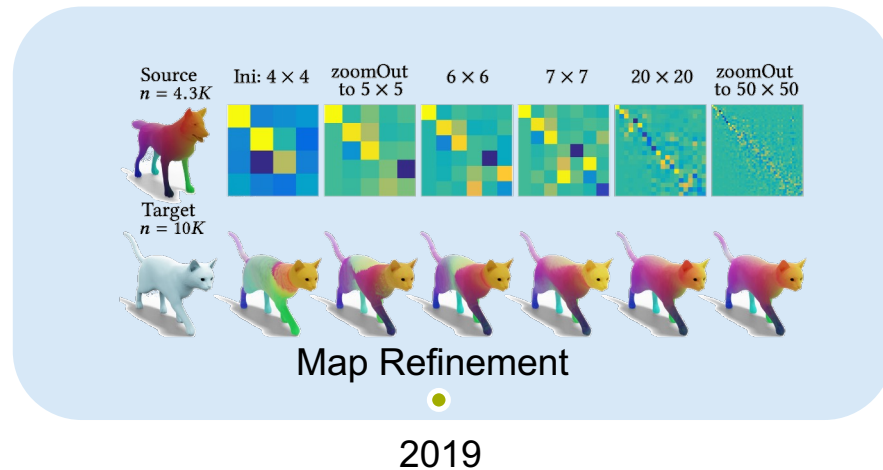 Source
n = 4.3K
Ini: 4 × 4
zoomOut
to 5 × 5
6 × 6
7 × 7
20 × 20
zoomOut
to 50 × 50
Target
n = 10K
Map Refinement
2019